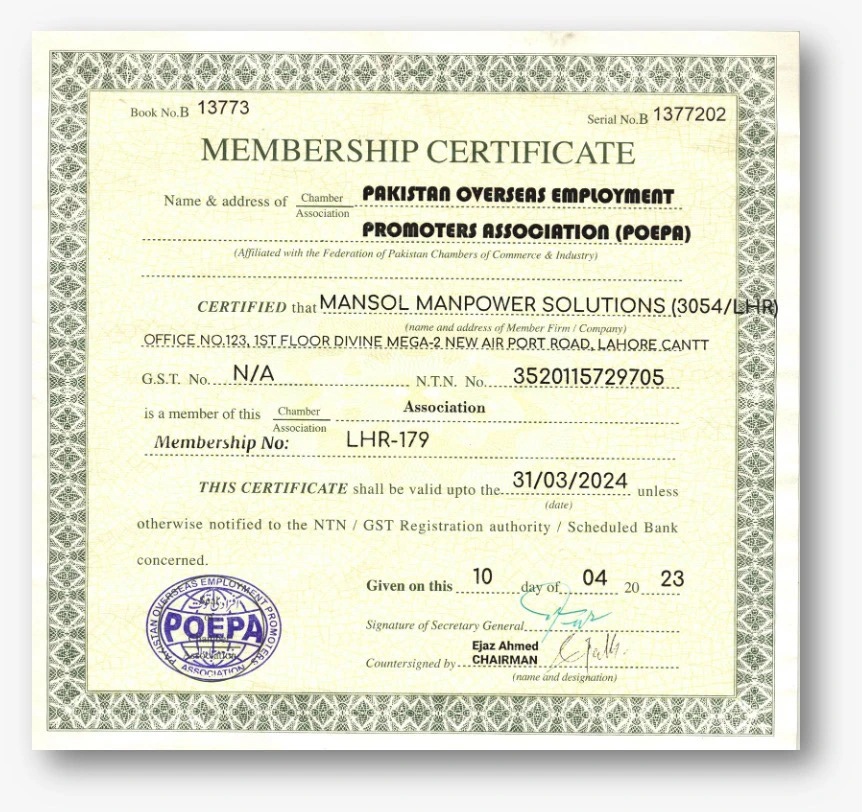 Book No.B 13773
Serial No.B 1377202
MEMBERSHIP CERTIFICATE
Name & address of Chamber PAKISTAN OVERSEAS EMPLOYMENT
Association
PROMOTERS ASSOCIATION (POEPA)
(Affiliated with the Federation of Pakistan Chambers of Commerce & Industry)
CERTIFIED that MANSOL MANPOWER SOLUTIONS (3054/LHR)
(name and address of Member Firm / Company)
OFFICE NO.123, 1ST FLOOR DIVINE MEGA-2 NEW AIR PORT ROAD, LAHORE CANTT
G.S.T. No. N/A N.T.N. No. 3520115729705
is a member of this Chamber Association
Association
Membership No: LHR-179
THIS CERTIFICATE shall be valid upto the 31/03/2024 unless
(date)
otherwise notified to the NTN / GST Registration authority / Scheduled Bank
concerned.
Given on this 10 day of 04 20 23
Signature of Secretary General
Ejaz Ahmed
Countersigned by CHAIRMAN
(name and designation)
PAKISTAN OVERSEAS EMPLOYMENT PROMOTERS
POEPA
ASSOCIATION